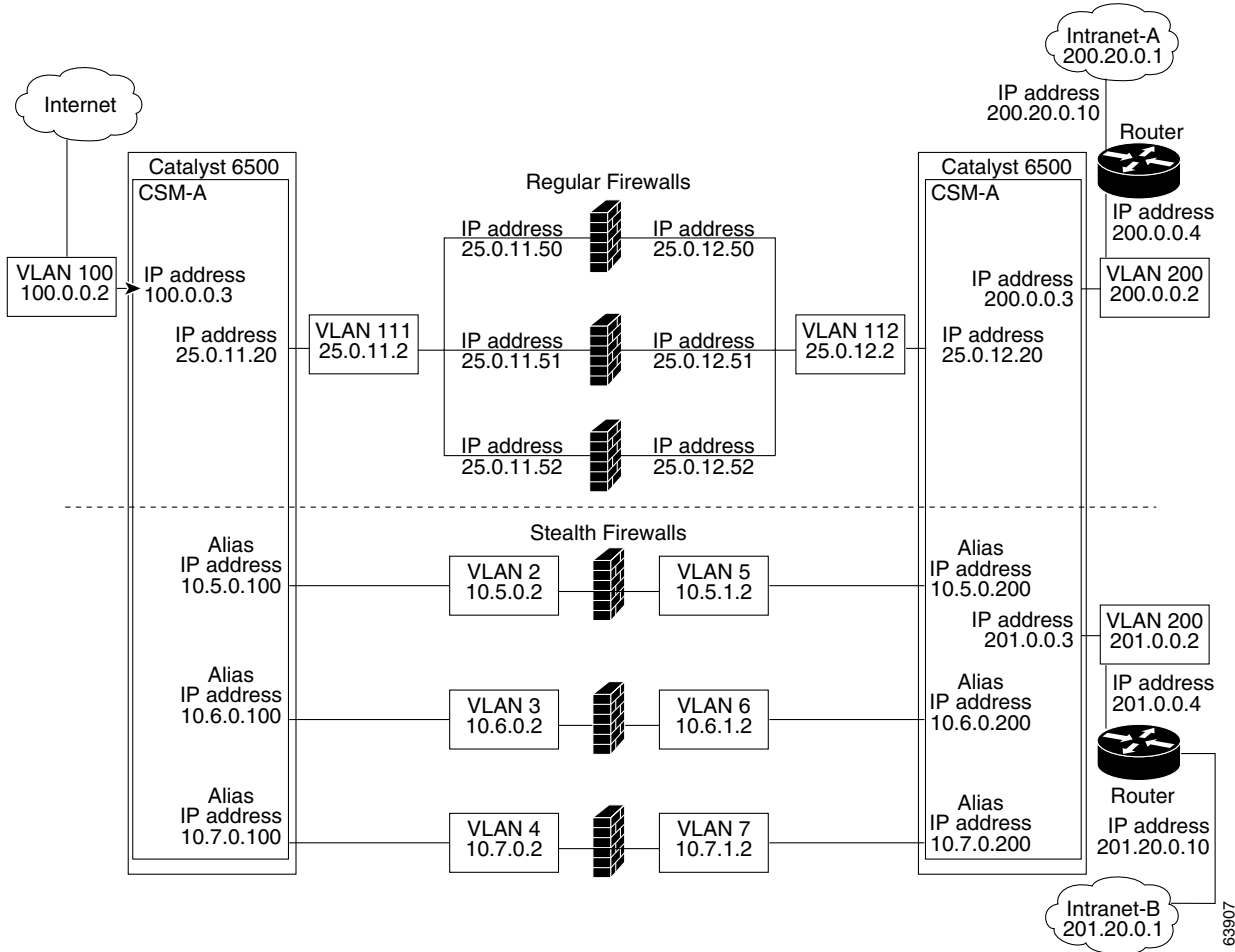 Intranet-A
200.20.0.1
Internet
IP address
200.20.0.10
Router
Catalyst 6500
CSM-A
Regular Firewalls
Catalyst 6500
CSM-A
IP address
200.0.0.4
IP address
25.0.11.50
IP address
25.0.12.50
VLAN 100
100.0.0.2
IP address
100.0.0.3
IP address
200.0.0.3
VLAN 200
200.0.0.2
IP address
25.0.11.20
VLAN 111
25.0.11.2
IP address
25.0.11.51
IP address
25.0.12.51
VLAN 112
25.0.12.2
IP address
25.0.12.20
IP address
25.0.11.52
IP address
25.0.12.52
Stealth Firewalls
Alias
IP address
10.5.0.100
VLAN 2
10.5.0.2
VLAN 5
10.5.1.2
Alias
IP address
10.5.0.200
IP address
201.0.0.3
VLAN 200
201.0.0.2
Alias
IP address
10.6.0.100
VLAN 3
10.6.0.2
VLAN 6
10.6.1.2
Alias
IP address
10.6.0.200
IP address
201.0.0.4
Router
Alias
IP address
10.7.0.100
VLAN 4
10.7.0.2
VLAN 7
10.7.1.2
Alias
IP address
10.7.0.200
IP address
201.20.0.10
Intranet-B
201.20.0.1
63907